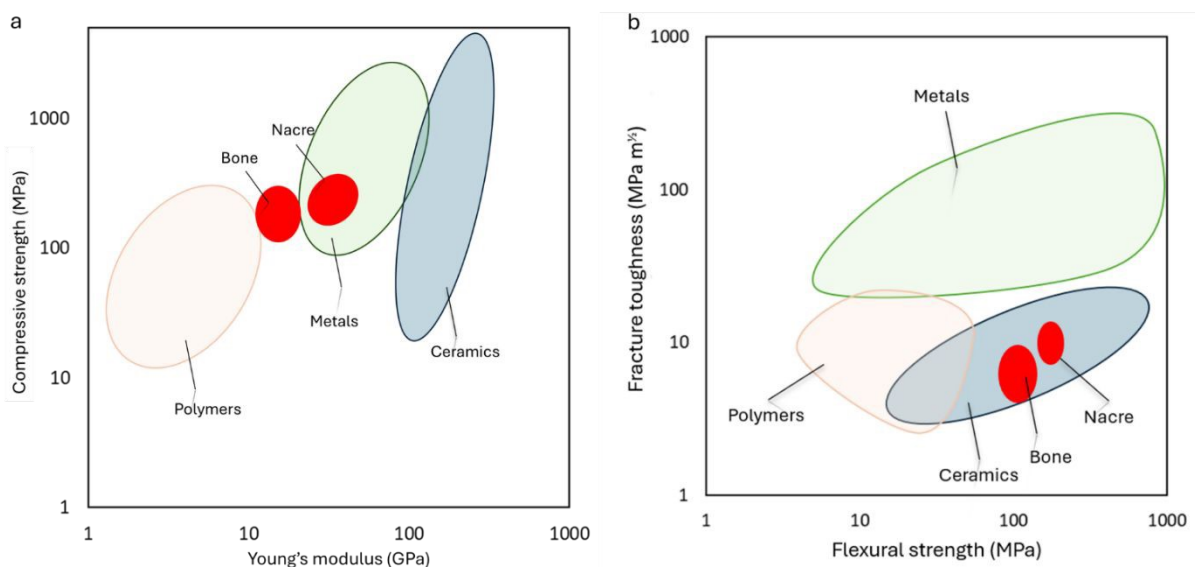 a
Compressive strength (MPa)
1000
100
10
1
1
10
100
1000
Young's modulus (GPa)
Bone
Nacre
Metals
Ceramics
Polymers
b
Fracture toughness (MPa m½)
1000
100
10
1
1
10
100
1000
Flexural strength (MPa)
Metals
Polymers
Ceramics
Bone
Nacre